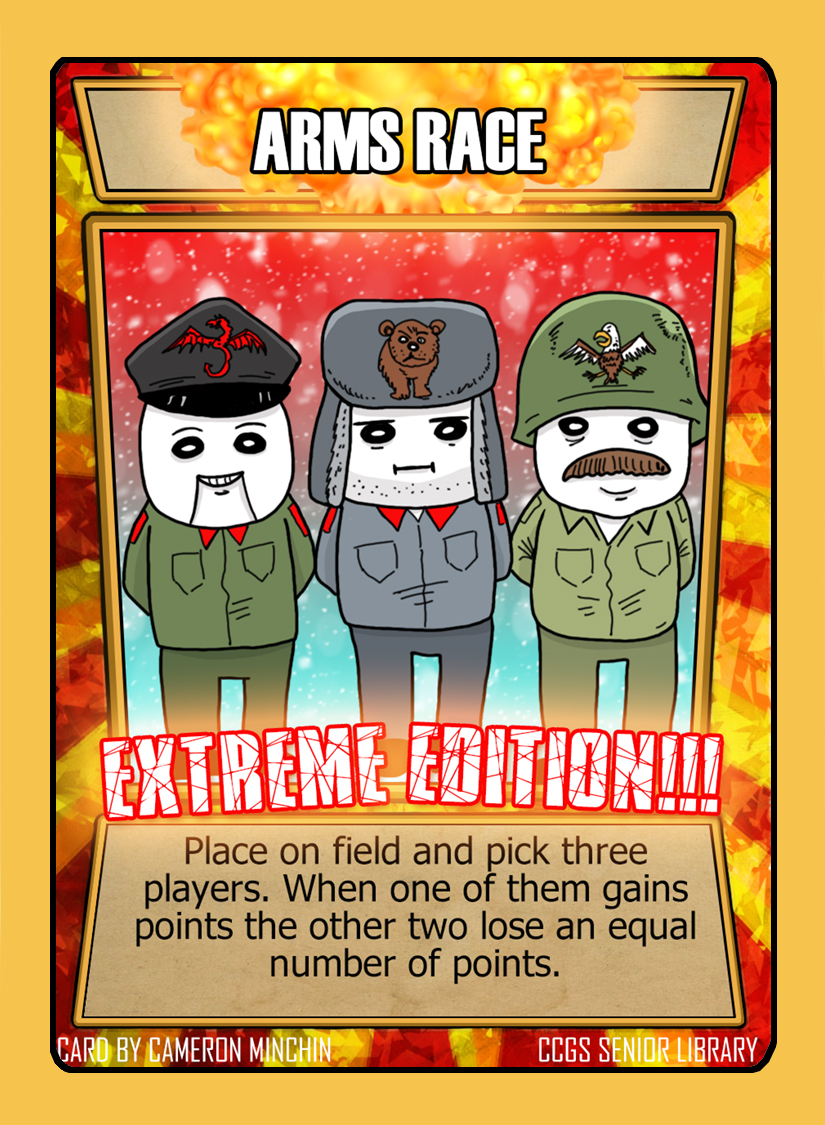 ARMS RACE
EXTREME EDITION!!!
Place on field and pick three
players. When one of them gains
points the other two lose an equal
number of points.
CARD BY CAMERON MINCHIN
CCGS SENIOR LIBRARY